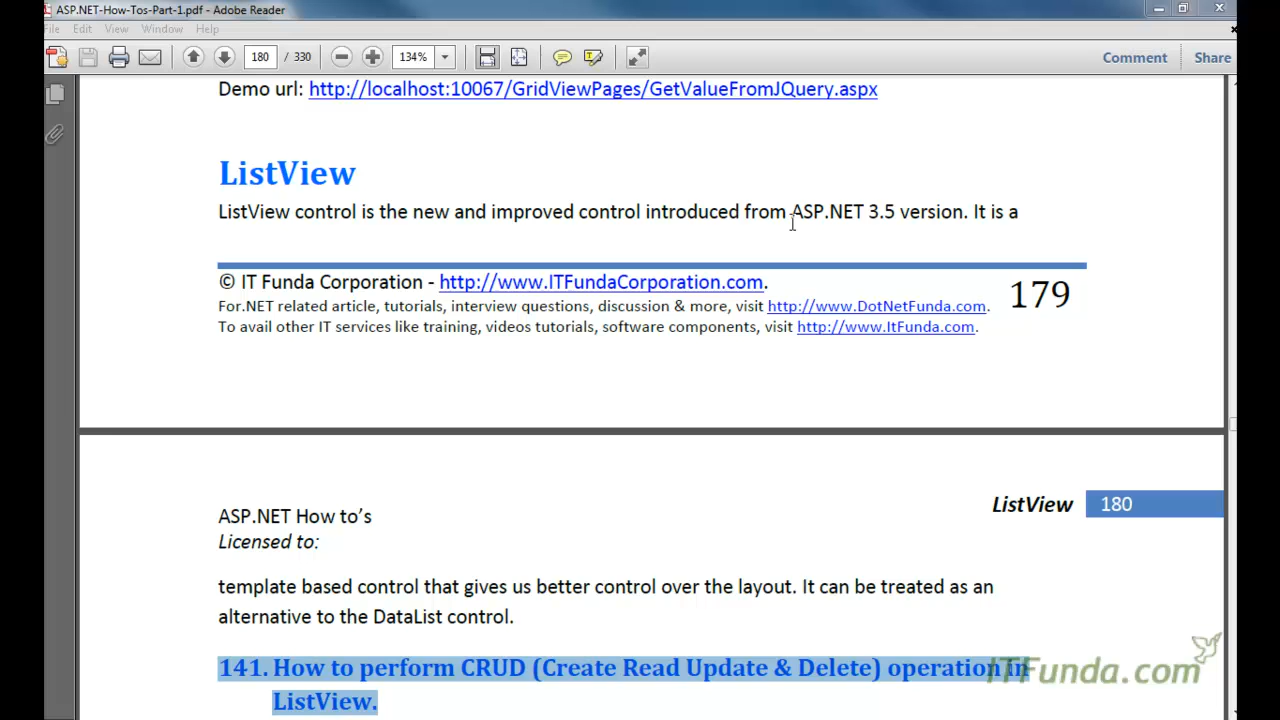 ASP.NET-How-Tos-Part-1.pdf - Adobe Reader
File Edit View Window Help
180 / 330 134% Comment Share
Demo url: http://localhost:10067/GridViewPages/GetValueFromJQuery.aspx
ListView
ListView control is the new and improved control introduced from ASP.NET 3.5 version. It is a
© IT Funda Corporation - http://www.ITFundaCorporation.com.
For.NET related article, tutorials, interview questions, discussion & more, visit http://www.DotNetFunda.com.
179
To avail other IT services like training, videos tutorials, software components, visit http://www.ItFunda.com.
ListView 180
ASP.NET How to’s
Licensed to:
template based control that gives us better control over the layout. It can be treated as an
alternative to the DataList control.
141. How to perform CRUD (Create Read Update & Delete) operation in
ListView.
ITFunda.com